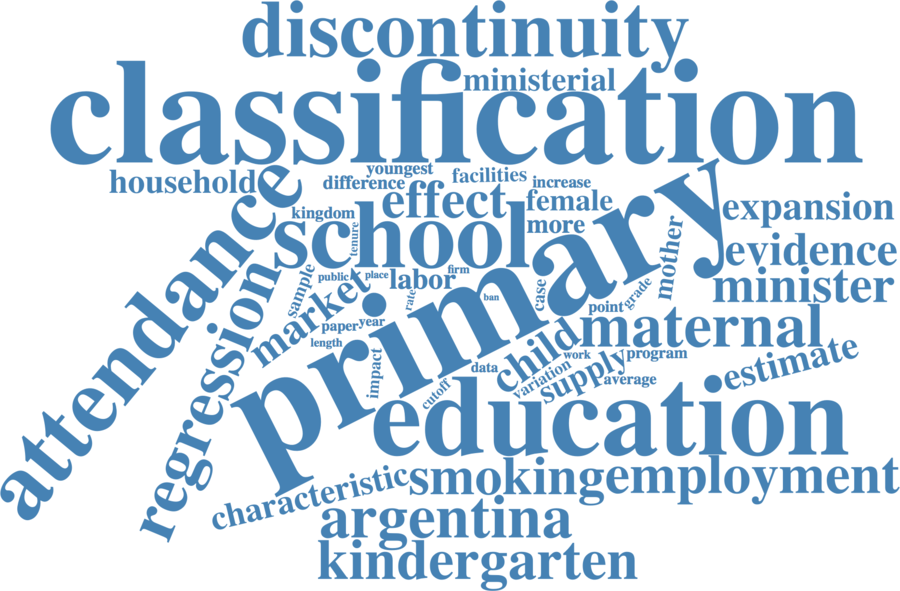 discontinuity
ministerial
classification
household
youngest
difference
facilities
increase
attendance
effect
female
kingdom
more
expansion
school
tenure
evidence
mother
minister
regression
sample
public
place
labor
firm
market
rate
ban
case
point
grade
primary
paper
year
length
impact
maternal
child
work
program
data
variation
supply
average
estimate
cutoff
education
characteristic
smoking
employment
argentina
kindergarten